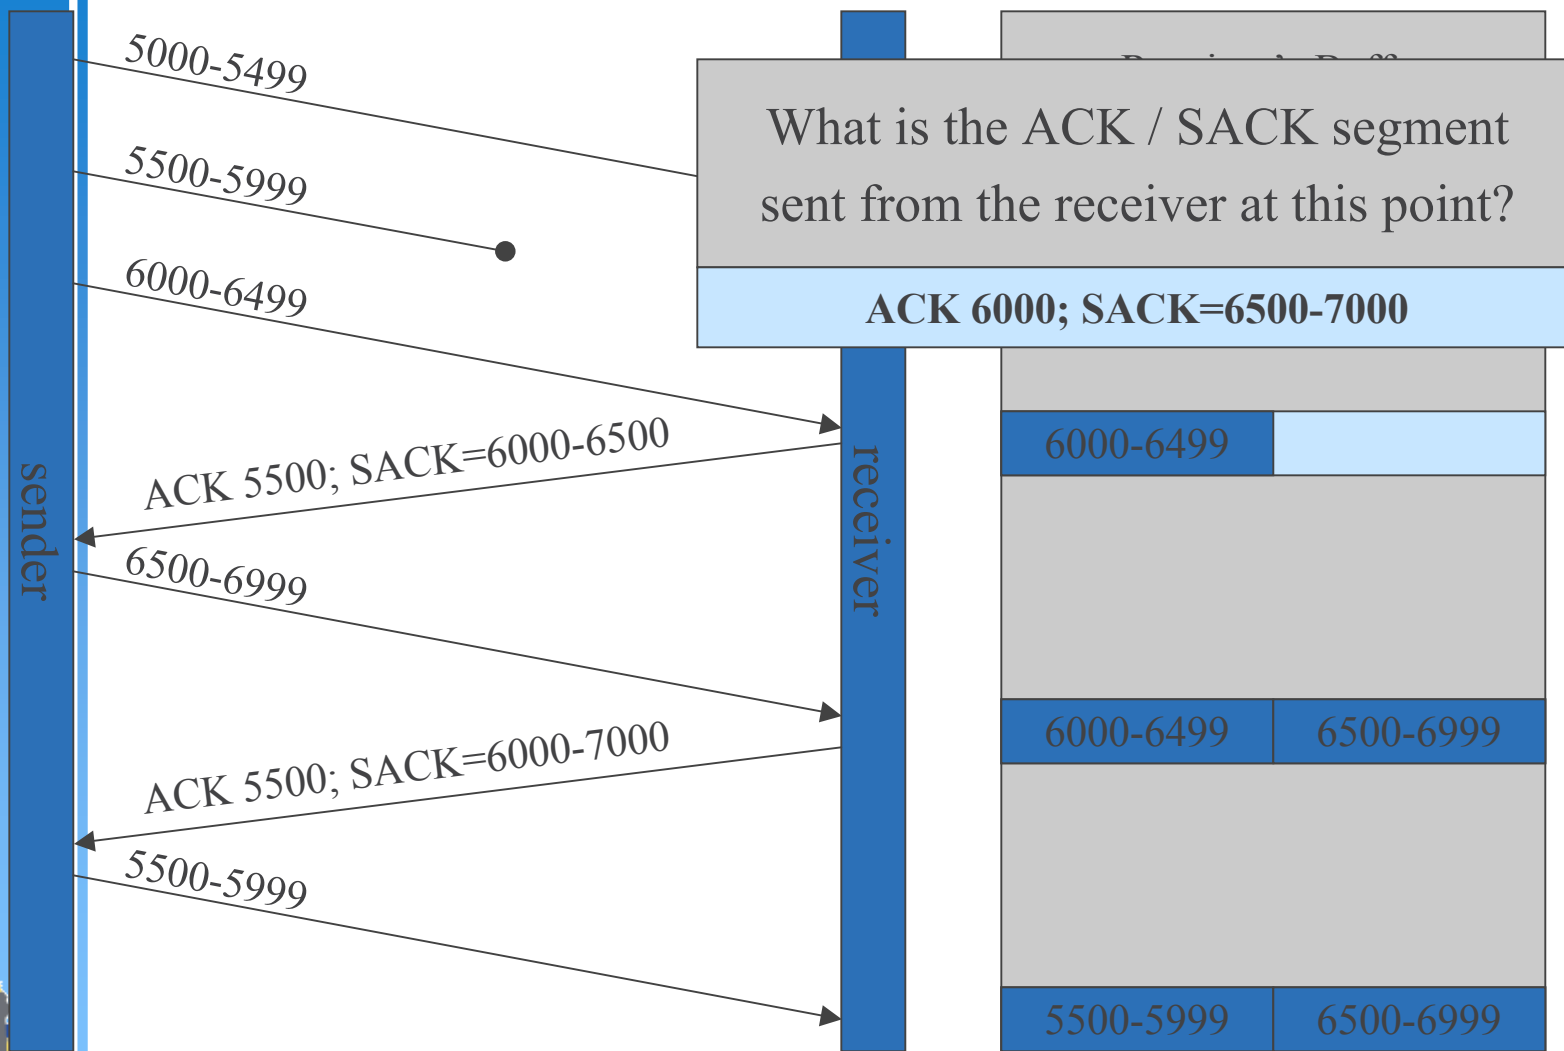 5000-5499
What is the ACK / SACK segment
sent from the receiver at this point?
5500-5999
6000-6499
ACK 6000; SACK=6500-7000
ACK 5500; SACK=6000-6500
6000-6499
sender
receiver
6500-6999
ACK 5500; SACK=6000-7000
6000-6499
6500-6999
5500-5999
5500-5999
6500-6999